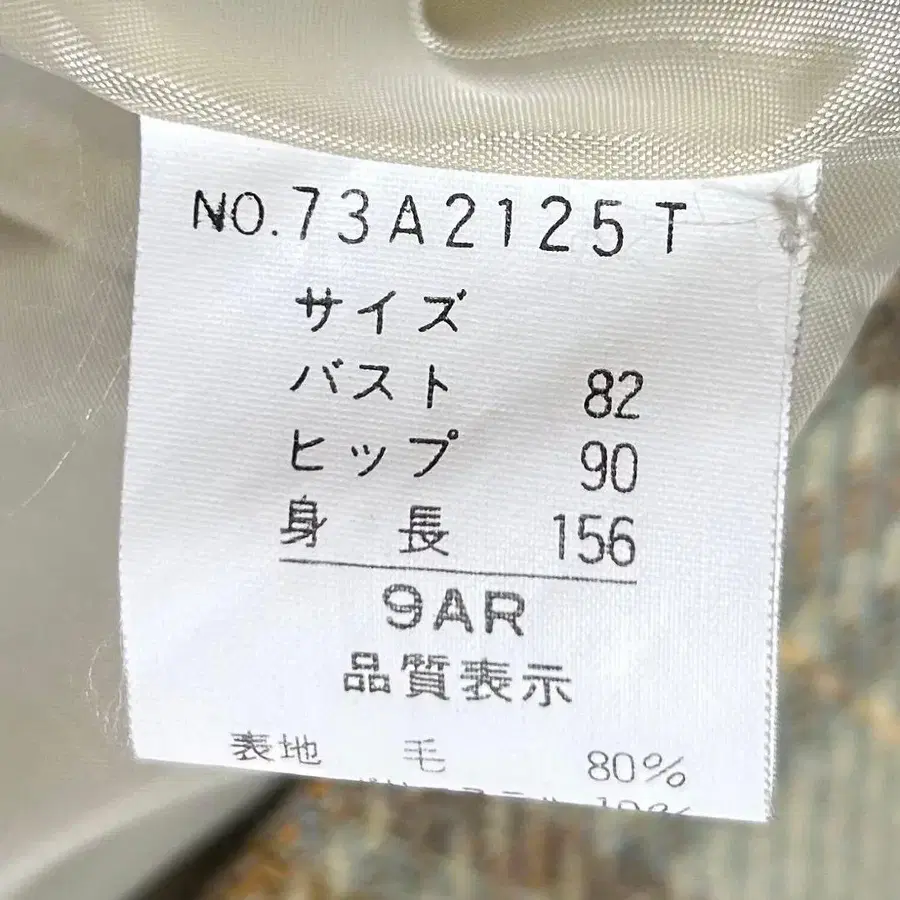 NO.73A2125T
サイズ
バスト 82
ヒップ 90
身長 156
9AR
品質表示
表地 毛 80%